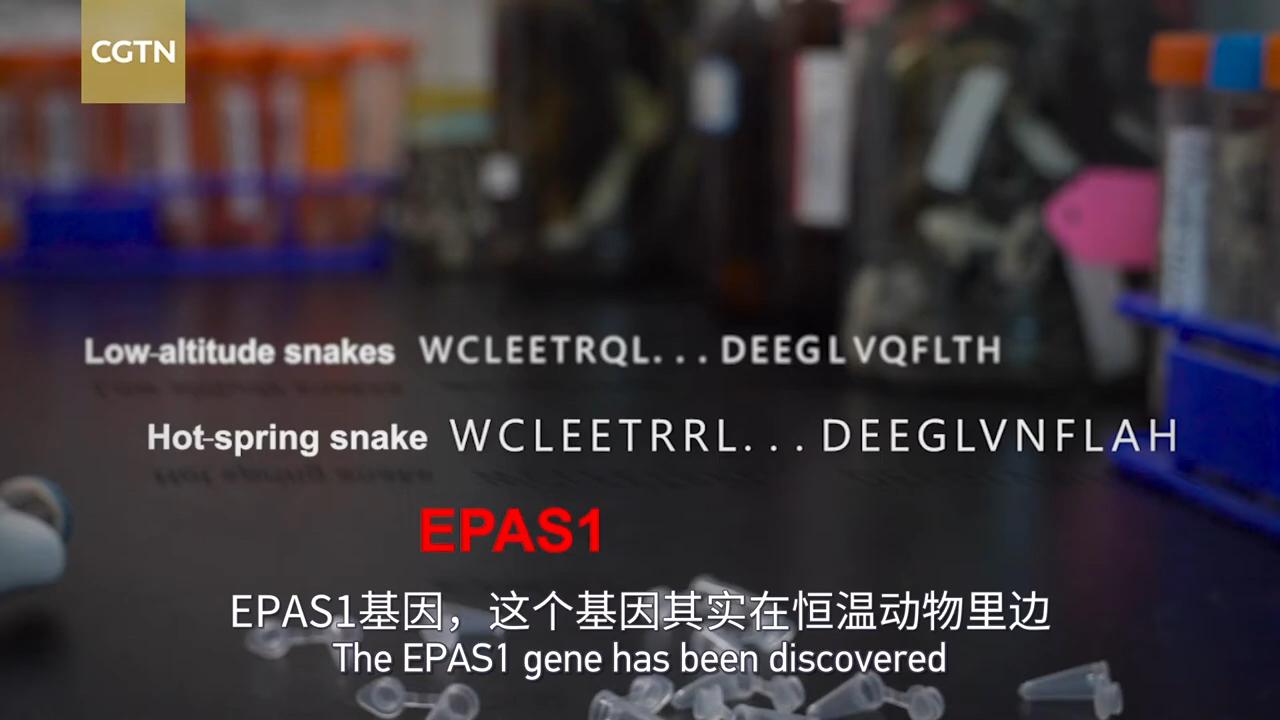 CGTN
Low-altitude snakes WCLEETRQL...DEEGLVQFLTH
Hot-spring snake WCLEETRRL...DEEGLVNFLAH
EPAS1
EPAS1基因，这个基因其实在恒温动物里边
The EPAS1 gene has been discovered